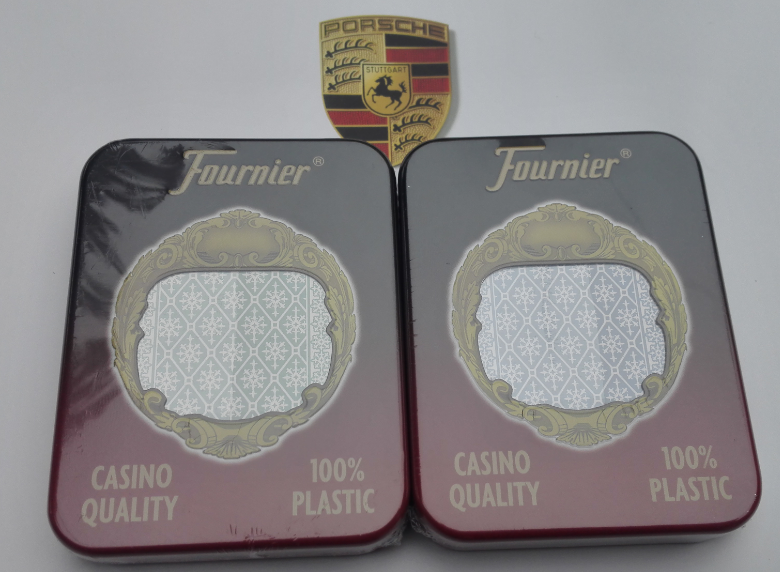 PORSCHE
STUTTGART
Fournier®
CASINO
QUALITY
100%
PLASTIC
Fournier®
CASINO
QUALITY
100%
PLASTIC